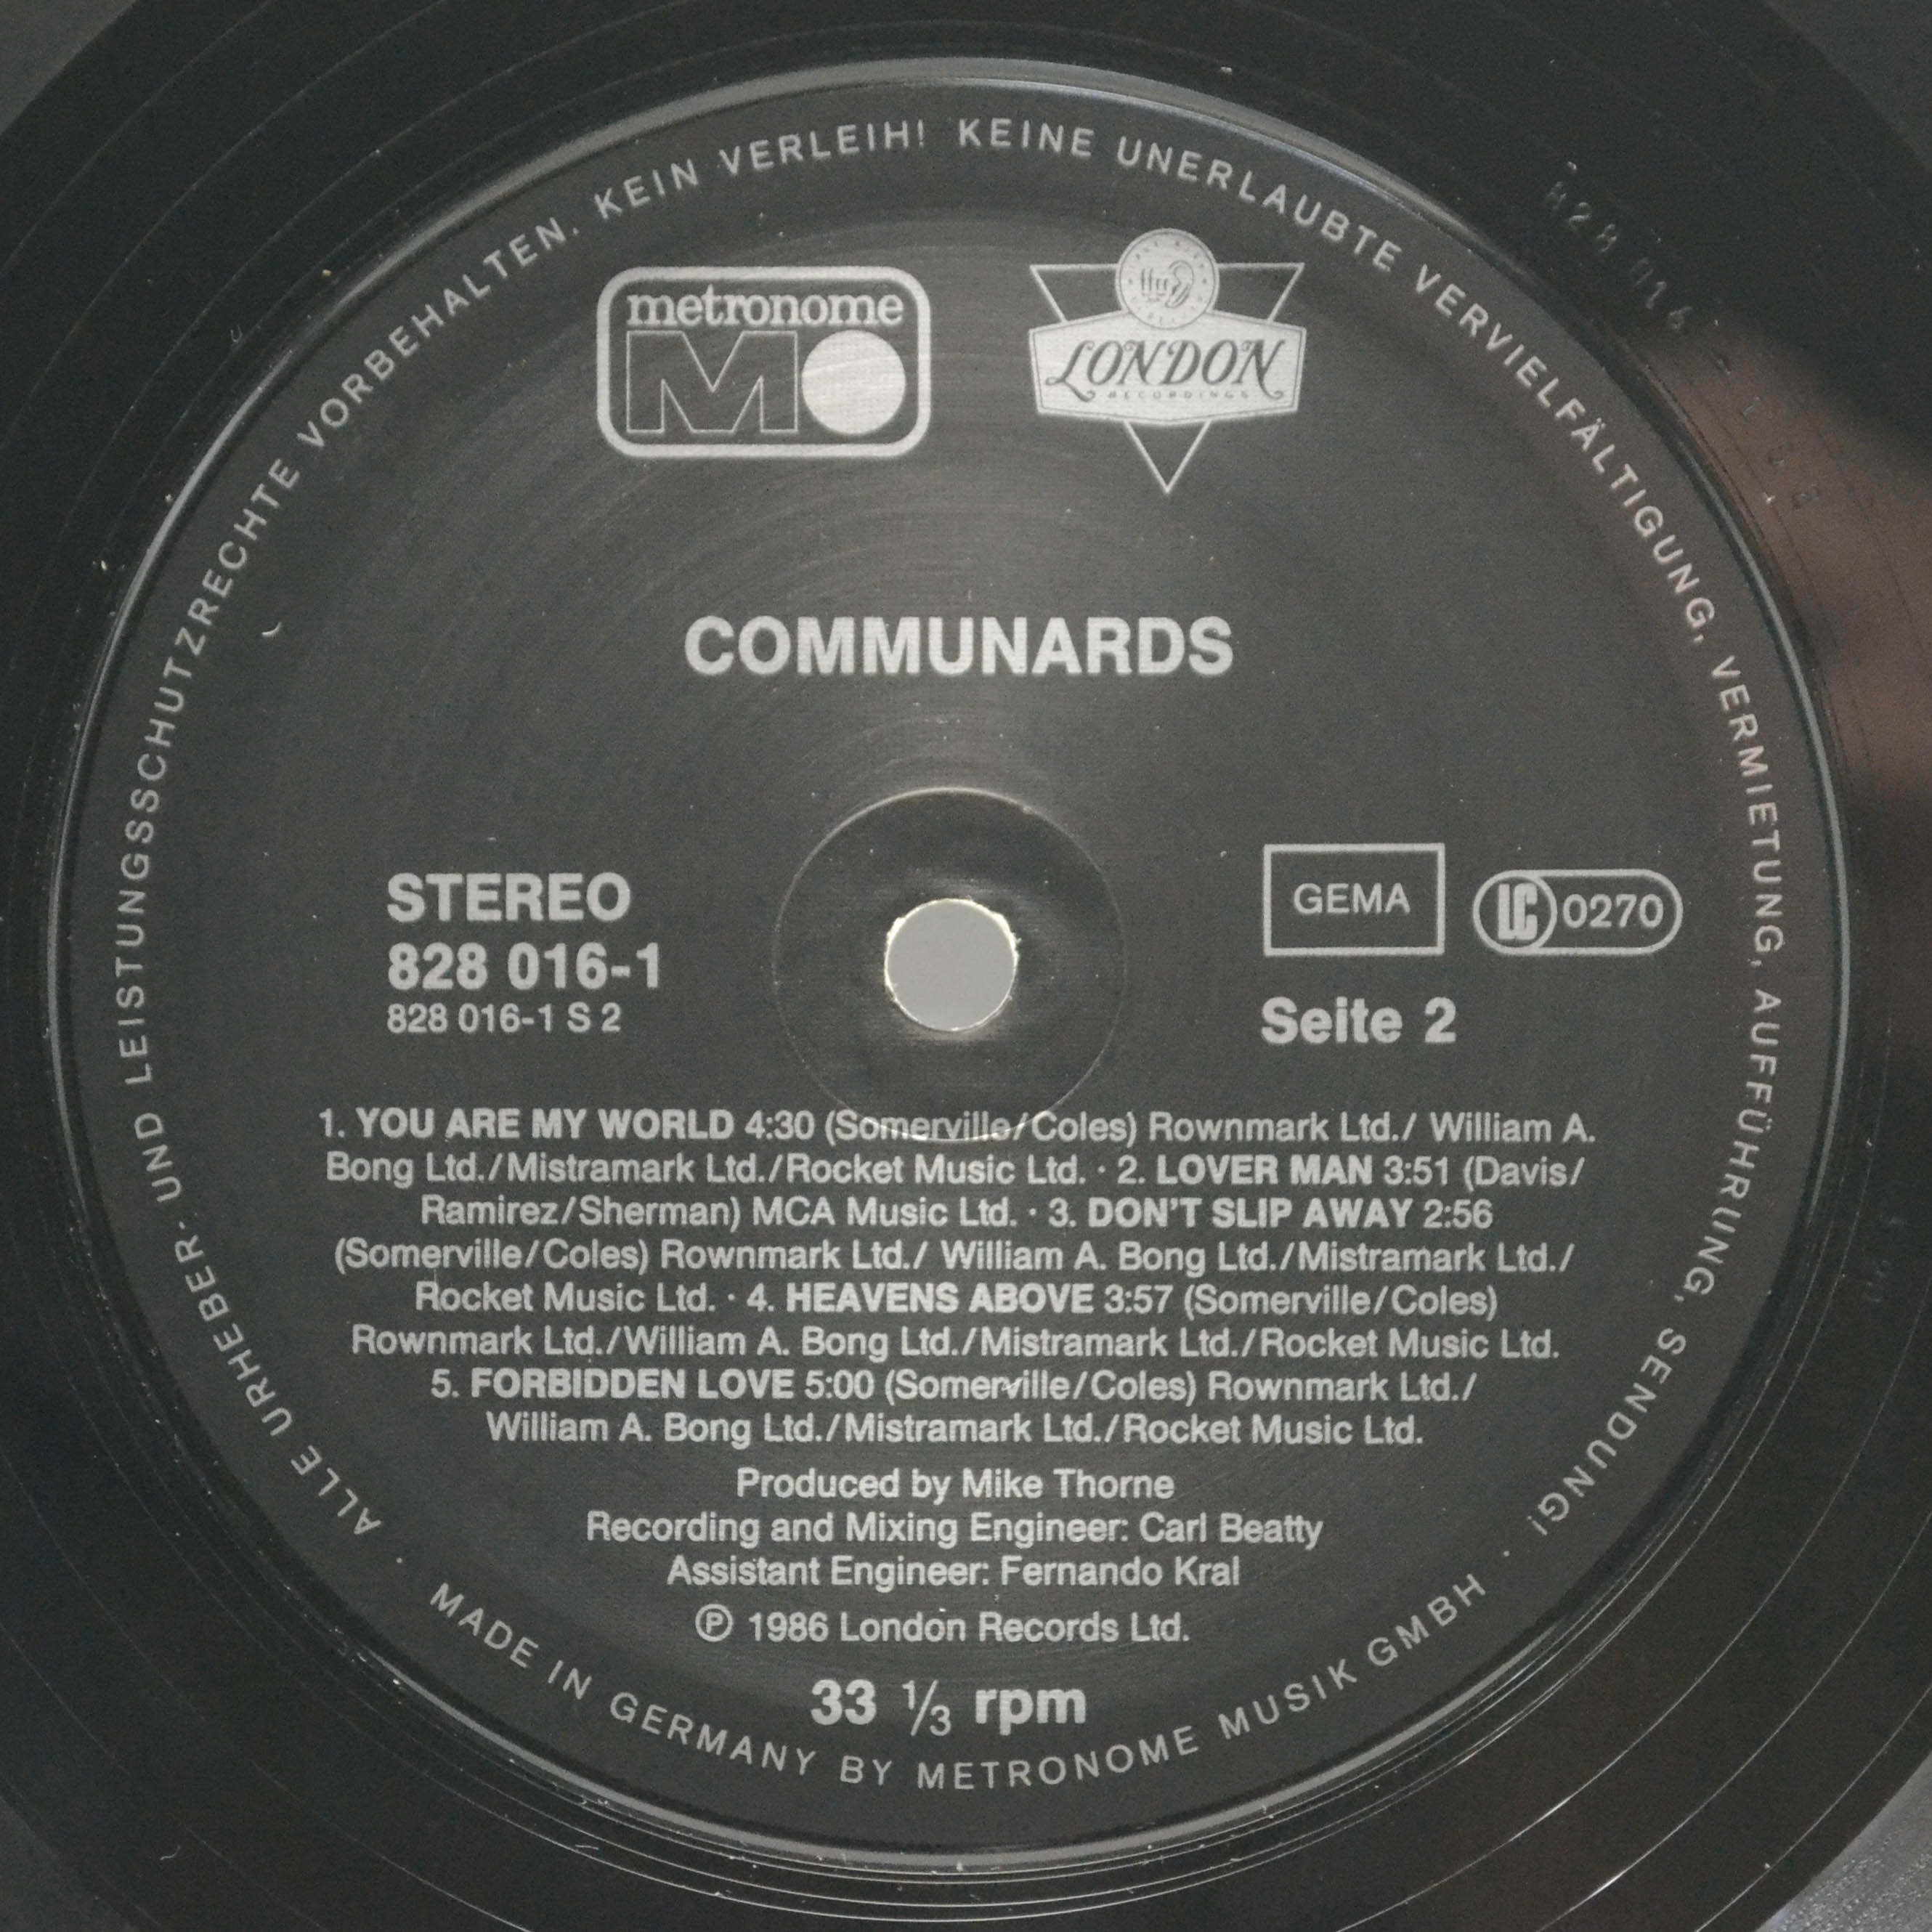 ALLE URHEBER- UND LEISTUNGSSCHUTZRECHTE VORBEHALTEN. KEIN VERLEIH! KEINE UNERLAUBTE VERVIELFÄLTIGUNG, VERMIETUNG, AUFFÜHRUNG, SENDUNG!
metronome
MO
LONDON
RECORDINGS
COMMUNARDS
STEREO
828 016-1
828 016-1 S 2
GEMA
LC 0270
Seite 2
1. YOU ARE MY WORLD 4:30 (Somerville/Coles) Rownmark Ltd./ William A.
Bong Ltd./Mistramark Ltd./Rocket Music Ltd. · 2. LOVER MAN 3:51 (Davis/
Ramirez/Sherman) MCA Music Ltd. · 3. DON'T SLIP AWAY 2:56
(Somerville/Coles) Rownmark Ltd./ William A. Bong Ltd./Mistramark Ltd./
Rocket Music Ltd. · 4. HEAVENS ABOVE 3:57 (Somerville/Coles)
Rownmark Ltd./William A. Bong Ltd./Mistramark Ltd./Rocket Music Ltd.
5. FORBIDDEN LOVE 5:00 (Somerville/Coles) Rownmark Ltd./
William A. Bong Ltd./Mistramark Ltd./Rocket Music Ltd.
Produced by Mike Thorne
Recording and Mixing Engineer: Carl Beatty
Assistant Engineer: Fernando Kral
℗ 1986 London Records Ltd.
33 1/3 rpm
· MADE IN GERMANY BY METRONOME MUSIK GMBH ·
828 016